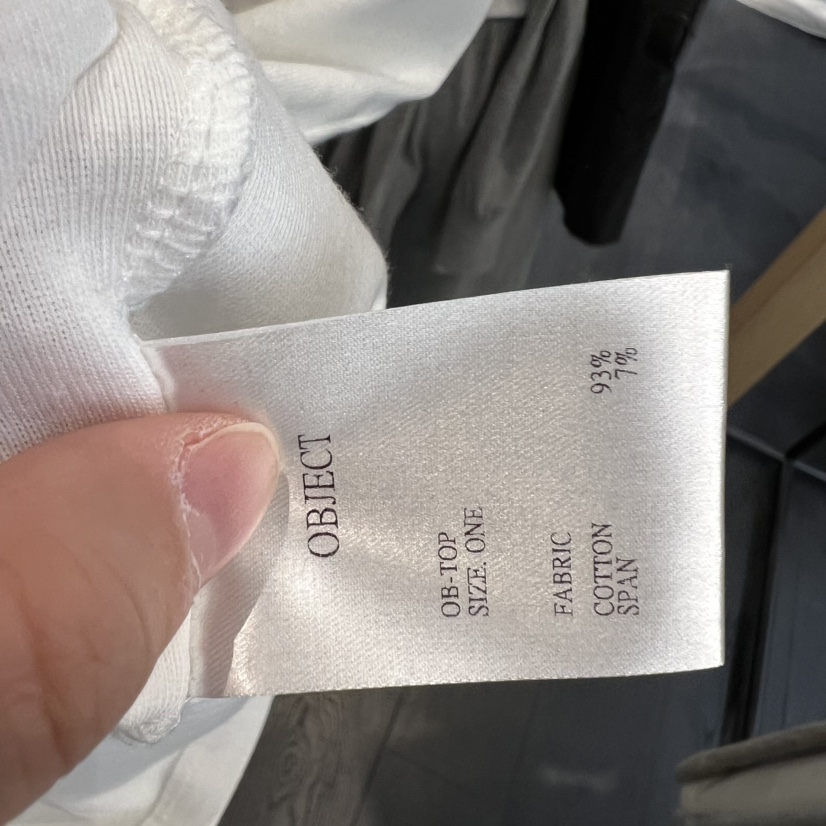 OBJECT
OB-TOP
SIZE. ONE
FABRIC
COTTON 93%
SPAN 7%